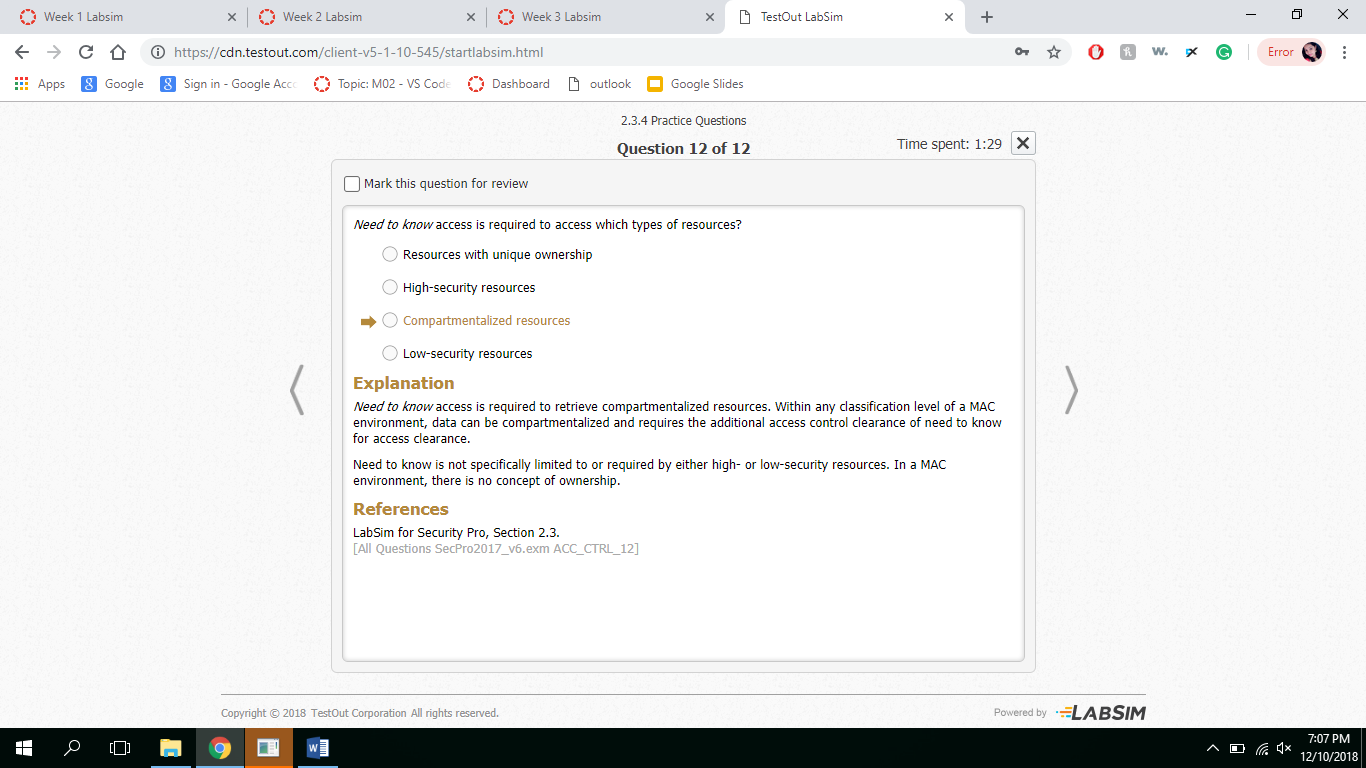 Week 1 Labsim
Week 2 Labsim
Week 3 Labsim
TestOut LabSim
https://cdn.testout.com/client-v5-1-10-545/startlabsim.html
Error
Apps
Google
Sign in - Google Acco
Topic: M02 - VS Code
Dashboard
outlook
Google Slides
2.3.4 Practice Questions
Question 12 of 12
Time spent: 1:29
Mark this question for review
Need to know access is required to access which types of resources?
Resources with unique ownership
High-security resources
Compartmentalized resources
Low-security resources
Explanation
Need to know access is required to retrieve compartmentalized resources. Within any classification level of a MAC
environment, data can be compartmentalized and requires the additional access control clearance of need to know
for access clearance.
Need to know is not specifically limited to or required by either high- or low-security resources. In a MAC
environment, there is no concept of ownership.
References
LabSim for Security Pro, Section 2.3.
[All Questions SecPro2017_v6.exm ACC_CTRL_12]
Copyright © 2018 TestOut Corporation All rights reserved.
Powered by LABSIM
7:07 PM
12/10/2018